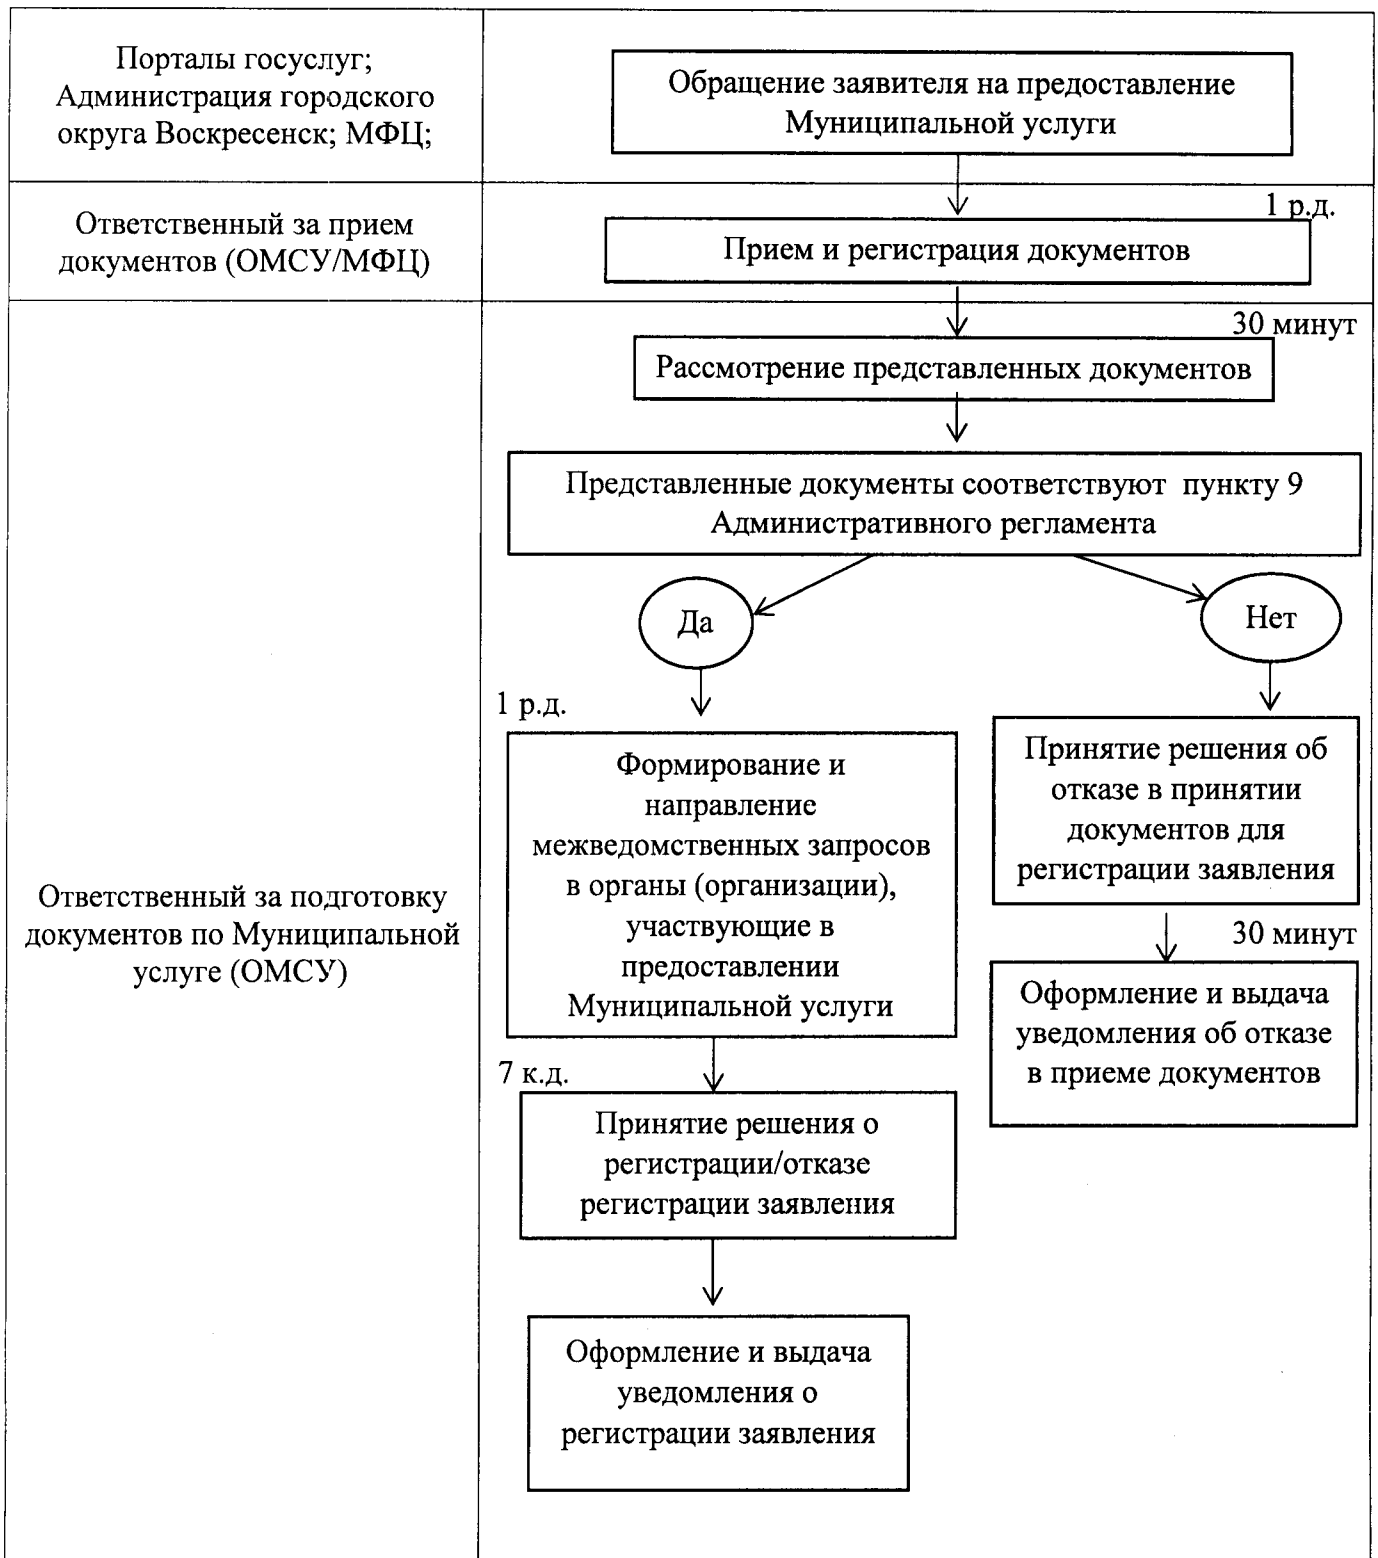 Порталы госуслуг;
Администрация городского
округа Воскресенск; МФЦ;
Обращение заявителя на предоставление
Муниципальной услуги
Ответственный за прием
документов (ОМСУ/МФЦ)
1 р.д.
Прием и регистрация документов
Ответственный за подготовку
документов по Муниципальной
услуге (ОМСУ)
30 минут
Рассмотрение представленных документов
Представленные документы соответствуют пункту 9
Административного регламента
Да
Нет
1 р.д.
Формирование и
направление
межведомственных запросов
в органы (организации),
участвующие в
предоставлении
Муниципальной услуги
7 к.д.
Принятие решения о
регистрации/отказе
регистрации заявления
Оформление и выдача
уведомления о
регистрации заявления
Принятие решения об
отказе в принятии
документов для
регистрации заявления
30 минут
Оформление и выдача
уведомления об отказе
в приеме документов